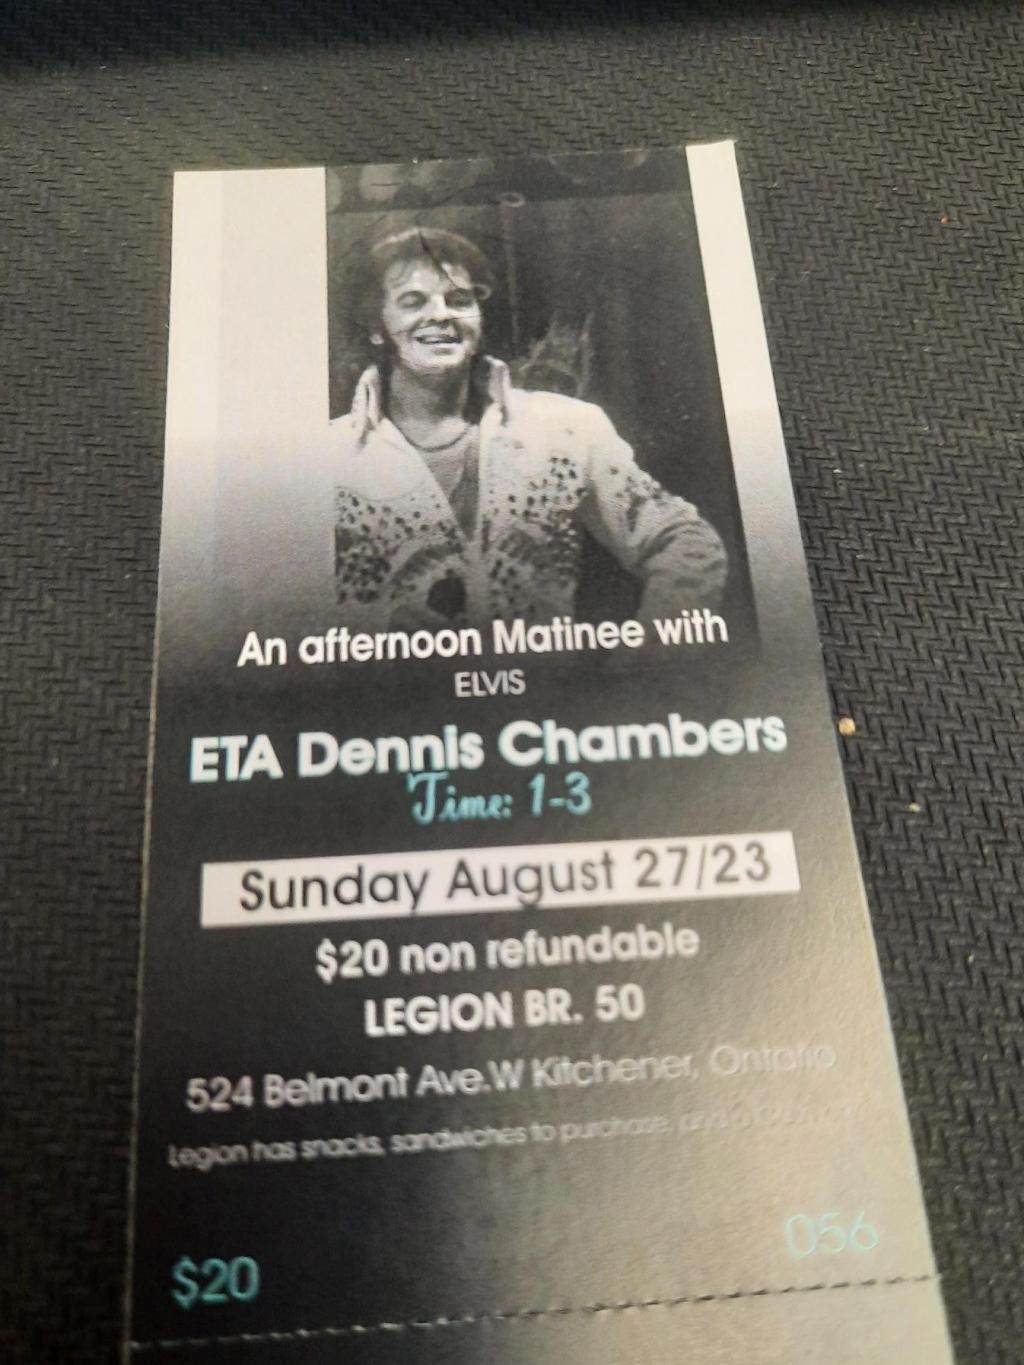 An afternoon Matinee with
ELVIS
ETA Dennis Chambers
Time: 1-3
Sunday August 27/23
$20 non refundable
LEGION BR. 50
524 Belmont Ave.W Kitchener, Ontario
Legion has snacks, sandwiches to purchase
056
$20